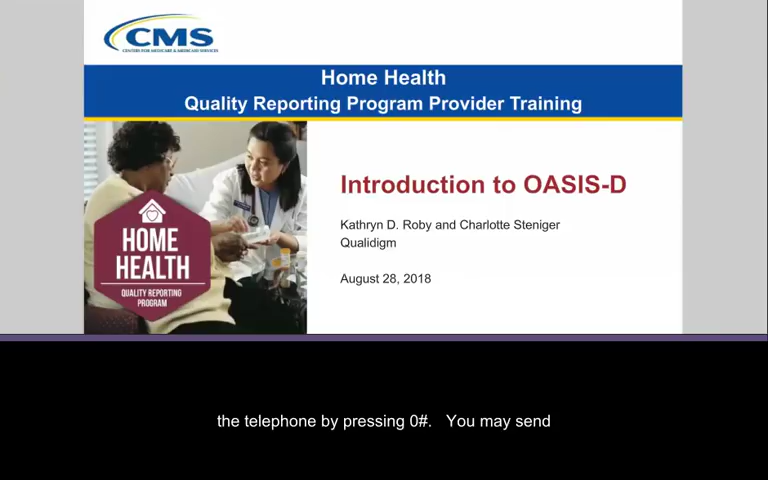 CMS
CENTERS FOR MEDICARE & MEDICAID SERVICES
Home Health
Quality Reporting Program Provider Training
Introduction to OASIS-D
Kathryn D. Roby and Charlotte Steniger
Qualidigm
August 28, 2018
HOME
HEALTH
QUALITY REPORTING
PROGRAM
the telephone by pressing 0#.   You may send